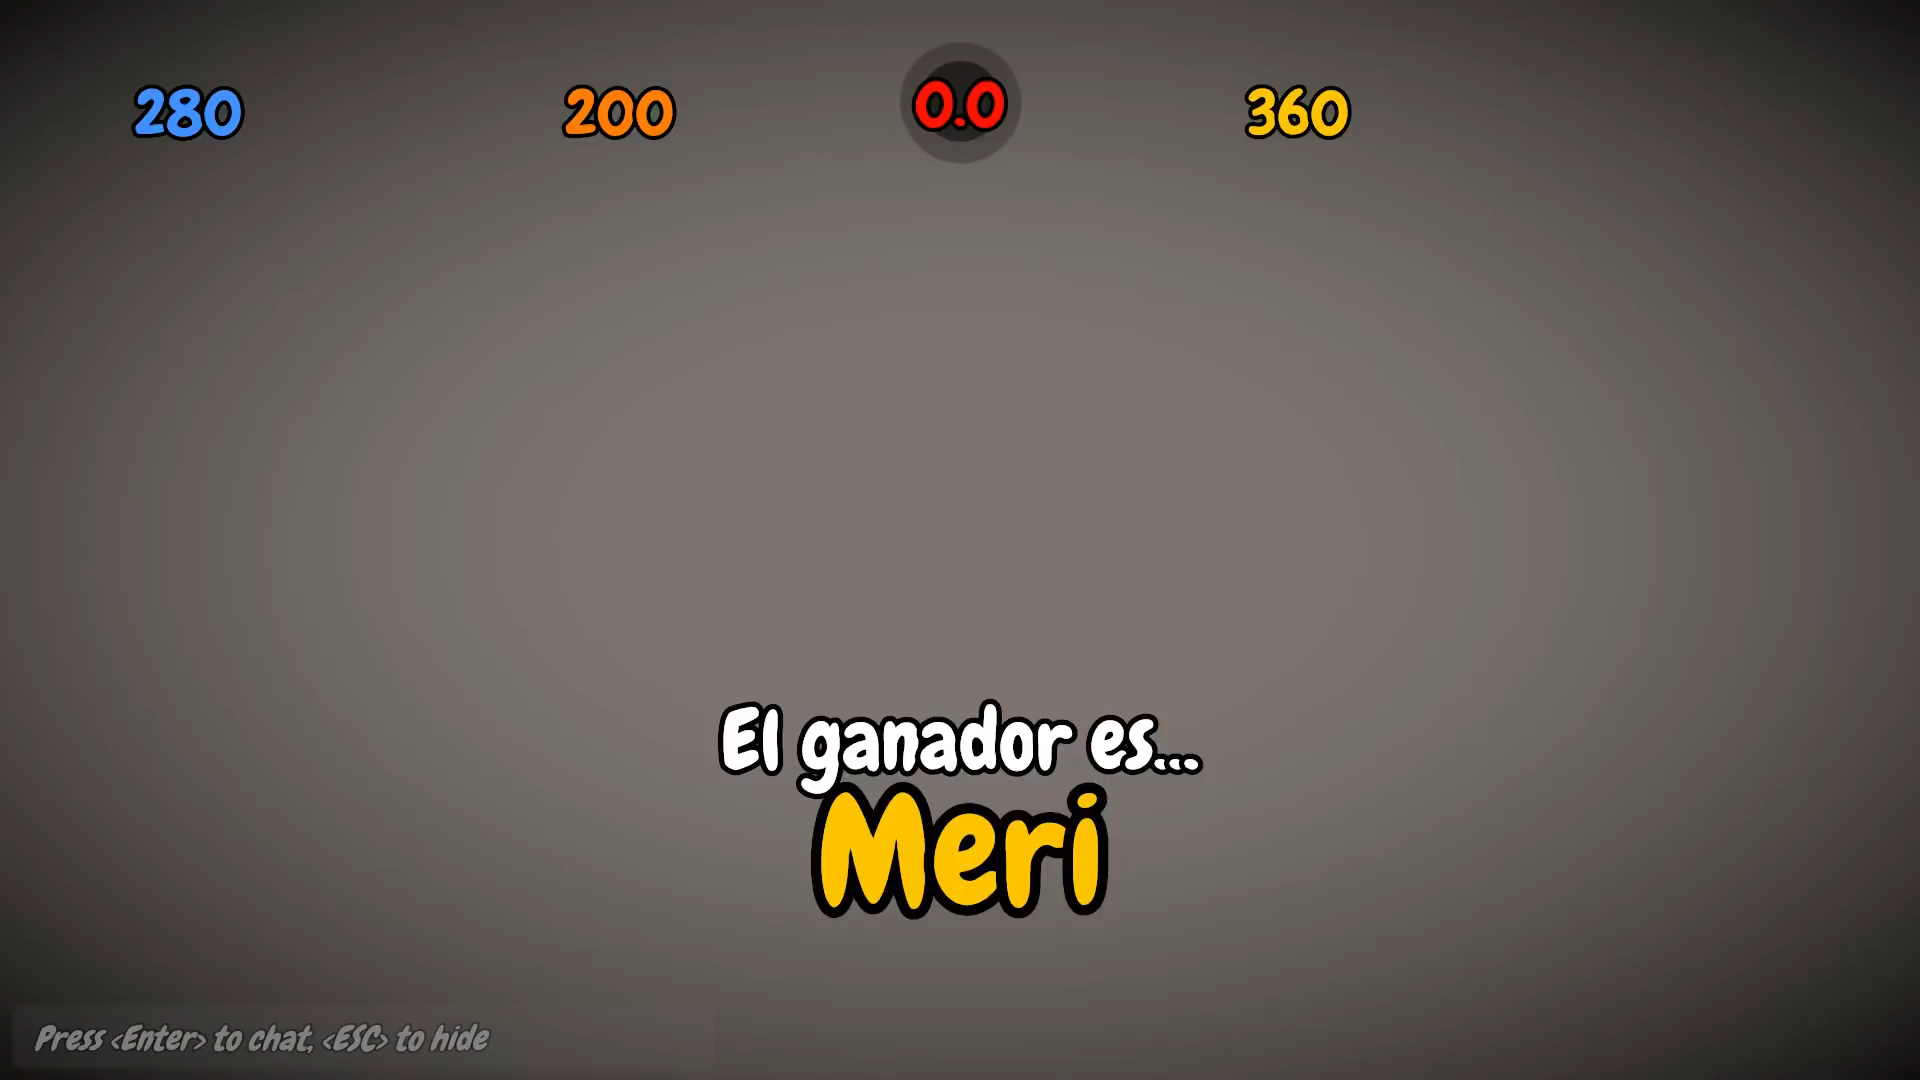 280 200 0.0 360
El ganador es...
Meri
Press <Enter> to chat, <ESC> to hide